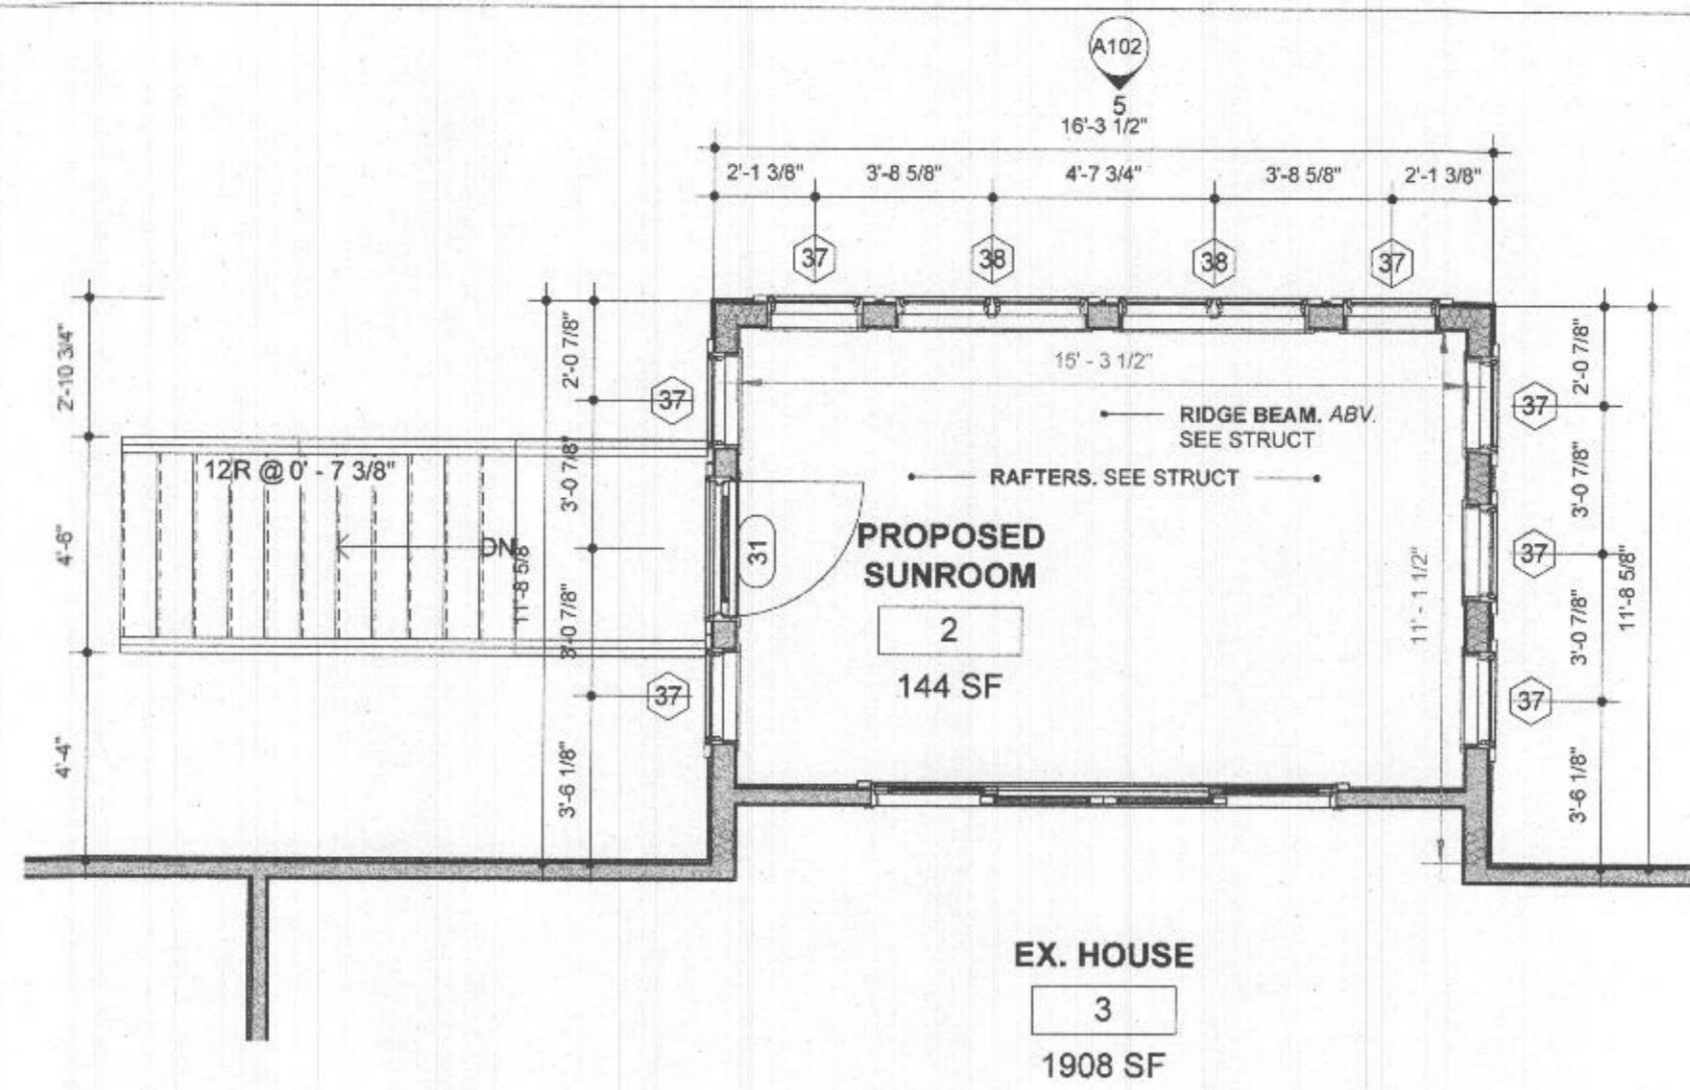 A102
5
16'-3 1/2"
2'-1 3/8"
3'-8 5/8"
4'-7 3/4"
3'-8 5/8"
2'-1 3/8"
37
38
38
37
2'-10 3/4"
4'-6"
4'-4"
2'-0 7/8"
3'-0 7/8"
3'-0 7/8"
3'-6 1/8"
11'-8 5/8"
12R @ 0' - 7 3/8"
DN
37
37
31
15' - 3 1/2"
RIDGE BEAM. ABV.
SEE STRUCT
RAFTERS. SEE STRUCT
PROPOSED
SUNROOM
2
144 SF
11' - 1 1/2"
37
37
37
2'-0 7/8"
3'-0 7/8"
3'-0 7/8"
3'-6 1/8"
11'-8 5/8"
EX. HOUSE
3
1908 SF